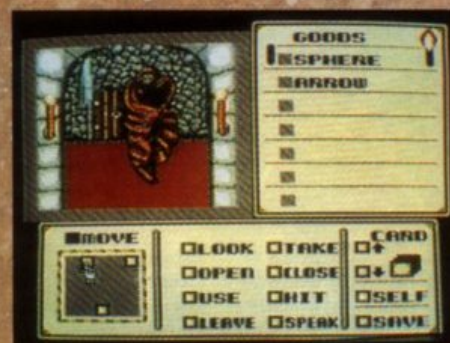 GOODS
SPHERE
ARROW
MOVE
LOOK TAKE
OPEN CLOSE
USE HIT
LEAVE SPEAK
CARD
SELF
SAVE